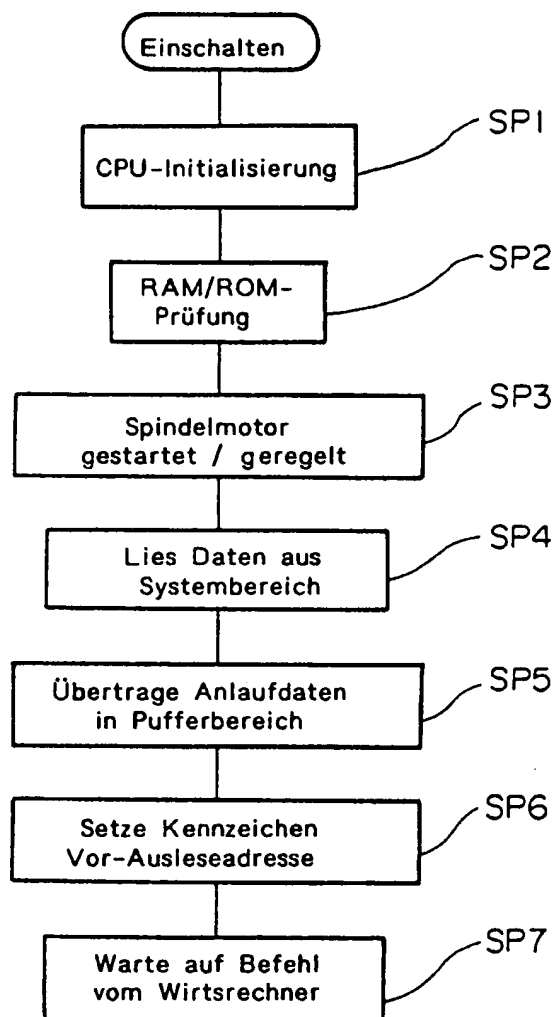 Einschalten
SP1
CPU-Initialisierung
SP2
RAM/ROM-
Prüfung
SP3
Spindelmotor
gestartet / geregelt
SP4
Lies Daten aus
Systembereich
SP5
Übertrage Anlaufdaten
in Pufferbereich
SP6
Setze Kennzeichen
Vor-Ausleseadresse
SP7
Warte auf Befehl
vom Wirtsrechner